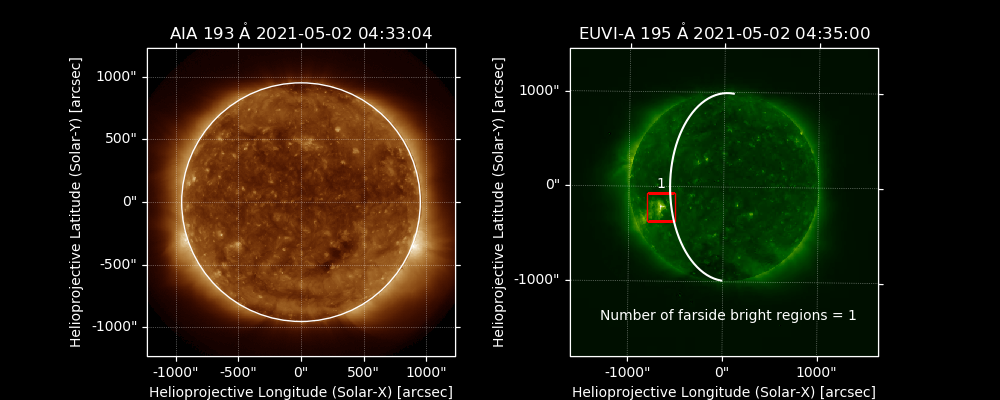 AIA 193 Å 2021-05-02 04:33:04
Helioprojective Latitude (Solar-Y) [arcsec]
1000"
500"
0"
-500"
-1000"
-1000"
-500"
0"
500"
1000"
Helioprojective Longitude (Solar-X) [arcsec]
EUVI-A 195 Å 2021-05-02 04:35:00
Helioprojective Latitude (Solar-Y) [arcsec]
1000"
0"
-1000"
1
Number of farside bright regions = 1
-1000"
0"
1000"
Helioprojective Longitude (Solar-X) [arcsec]